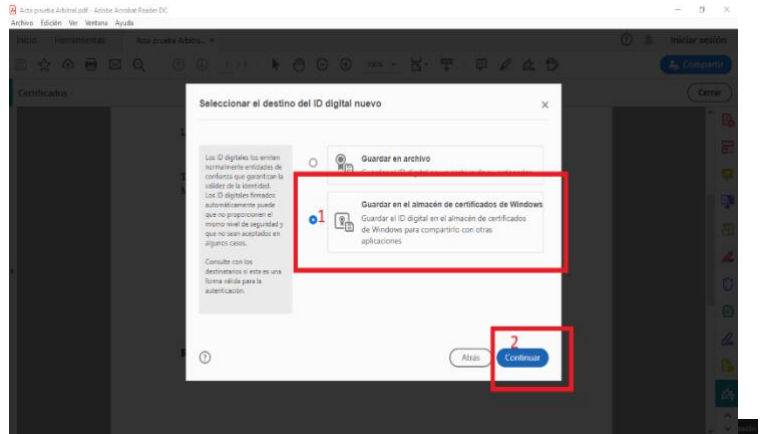 Acta prueba Arbitral.pdf - Adobe Acrobat Reader DC
Archivo Edición Ver Ventana Ayuda
Inicio Herramientas Acta prueba Arbitra... × Iniciar sesión
Compartir
Certificados Cerrar
Seleccionar el destino del ID digital nuevo
Los ID digitales los emiten
normalmente entidades de
confianza que garantizan la
validez de la identidad.
Los ID digitales firmados
automáticamente puede
que no proporcionen el
mismo nivel de seguridad y
que no sean aceptados en
algunos casos.
Consulte con los
destinatarios si esta es una
forma válida para la
autenticación.
Guardar en archivo
1
Guardar en el almacén de certificados de Windows
Guardar el ID digital en el almacén de certificados
de Windows para compartirlo con otras
aplicaciones
2
Atrás Continuar